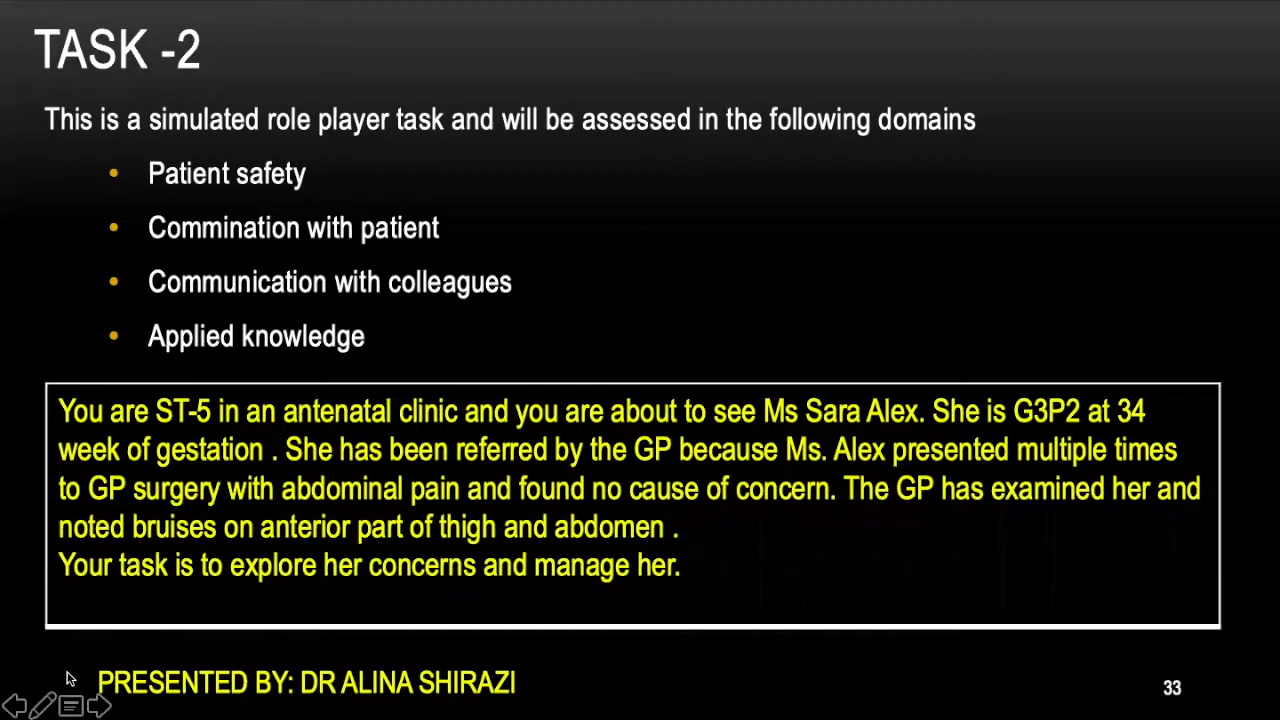 TASK -2
This is a simulated role player task and will be assessed in the following domains
• Patient safety
• Commination with patient
• Communication with colleagues
• Applied knowledge
You are ST-5 in an antenatal clinic and you are about to see Ms Sara Alex. She is G3P2 at 34
week of gestation . She has been referred by the GP because Ms. Alex presented multiple times
to GP surgery with abdominal pain and found no cause of concern. The GP has examined her and
noted bruises on anterior part of thigh and abdomen .
Your task is to explore her concerns and manage her.
PRESENTED BY: DR ALINA SHIRAZI
33